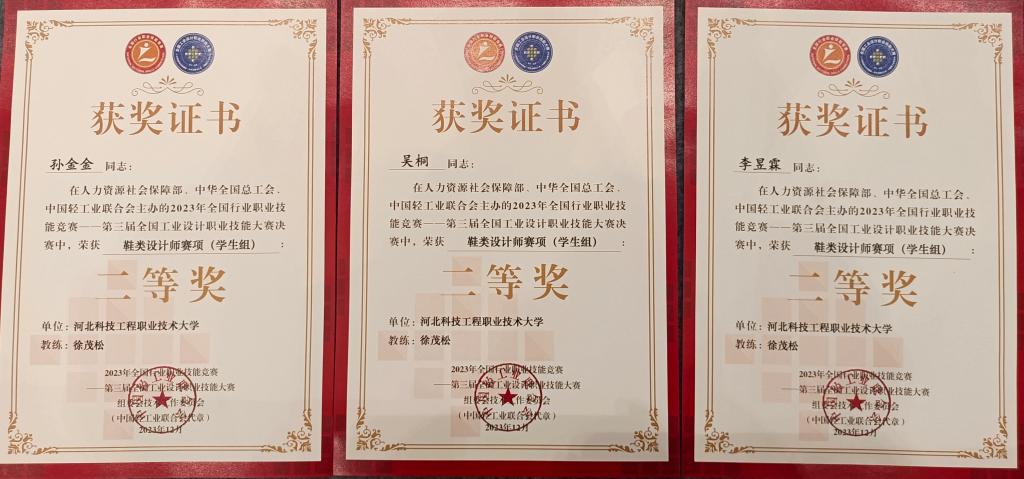 获奖证书
孙金金 同志：
在人力资源社会保障部、中华全国总工会、
中国轻工业联合会主办的2023年全国行业职业技
能竞赛——第三届全国工业设计职业技能大赛决
赛中，荣获 鞋类设计师赛项（学生组） ：
二等奖
单位：河北科技工程职业技术大学
教练：徐茂松
2023年全国行业职业技能竞赛
——第三届全国工业设计职业技能大赛
组委会技术工作委员会
（中国轻工业联合会代章）
2023年12月
获奖证书
吴桐 同志：
在人力资源社会保障部、中华全国总工会、
中国轻工业联合会主办的2023年全国行业职业技
能竞赛——第三届全国工业设计职业技能大赛决
赛中，荣获 鞋类设计师赛项（学生组） ：
二等奖
单位：河北科技工程职业技术大学
教练：徐茂松
2023年全国行业职业技能竞赛
——第三届全国工业设计职业技能大赛
组委会技术工作委员会
（中国轻工业联合会代章）
2023年12月
获奖证书
李昱霖 同志：
在人力资源社会保障部、中华全国总工会、
中国轻工业联合会主办的2023年全国行业职业技
能竞赛——第三届全国工业设计职业技能大赛决
赛中，荣获 鞋类设计师赛项（学生组） ：
二等奖
单位：河北科技工程职业技术大学
教练：徐茂松
2023年全国行业职业技能竞赛
——第三届全国工业设计职业技能大赛
组委会技术工作委员会
（中国轻工业联合会代章）
2023年12月